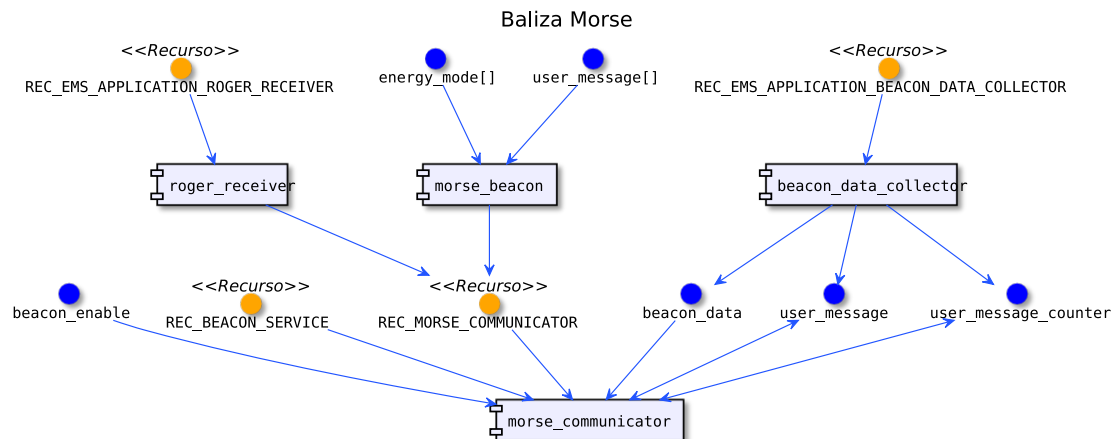 Baliza Morse
<<Recurso>>
REC_EMS_APPLICATION_ROGER_RECEIVER
energy_mode[]
user_message[]
<<Recurso>>
REC_EMS_APPLICATION_BEACON_DATA_COLLECTOR
roger_receiver
morse_beacon
beacon_data_collector
beacon_enable
<<Recurso>>
REC_BEACON_SERVICE
<<Recurso>>
REC_MORSE_COMMUNICATOR
beacon_data
user_message
user_message_counter
morse_communicator